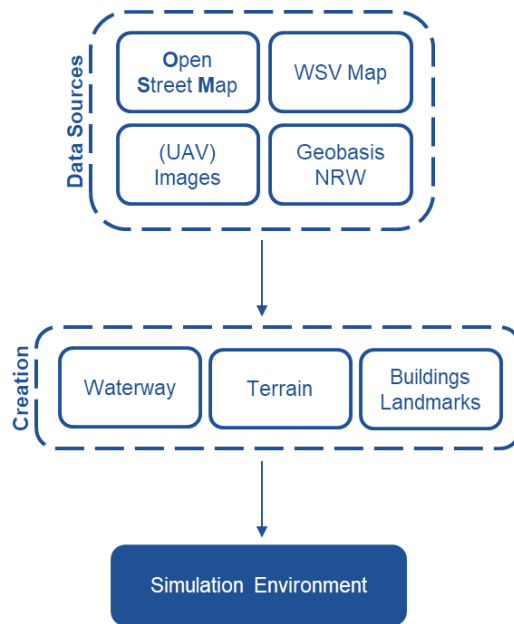 Data Sources
Open
Street Map
WSV Map
(UAV)
Images
Geobasis
NRW
Creation
Waterway
Terrain
Buildings
Landmarks
Simulation Environment